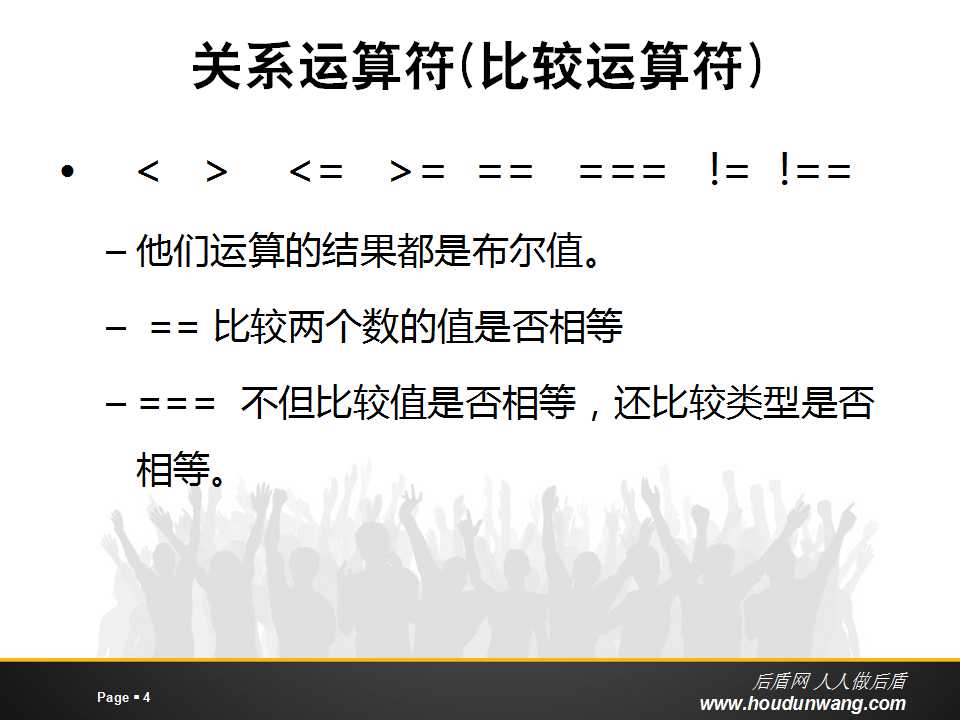 关系运算符(比较运算符)
• < > <= >= == === != !==
– 他们运算的结果都是布尔值。
– == 比较两个数的值是否相等
– === 不但比较值是否相等，还比较类型是否
相等。
后盾网 人人做后盾
Page ▪ 4
www.houdunwang.com